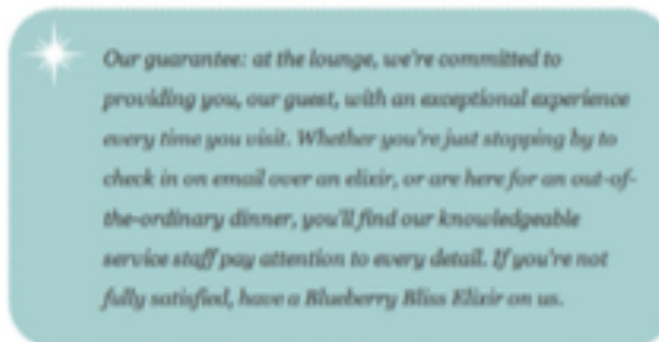 Our guarantee: at the lounge, we're committed to
providing you, our guest, with an exceptional experience
every time you visit. Whether you're just stopping by to
check in on email over an elixir, or are here for an out-of-
the-ordinary dinner, you'll find our knowledgeable
service staff pay attention to every detail. If you're not
fully satisfied, have a Blueberry Bliss Elixir on us.